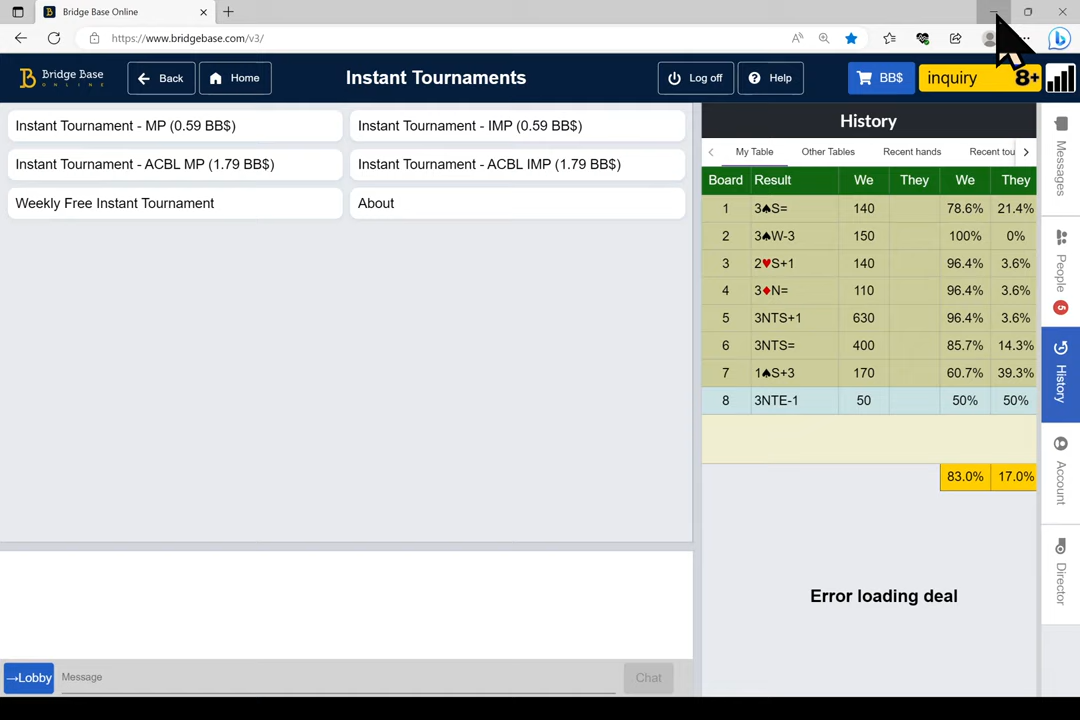 Bridge Base Online
https://www.bridgebase.com/v3/
Bridge Base
ONLINE
Back
Home
Instant Tournaments
Log off
Help
BB$
inquiry 8+
Instant Tournament - MP (0.59 BB$)
Instant Tournament - IMP (0.59 BB$)
Instant Tournament - ACBL MP (1.79 BB$)
Instant Tournament - ACBL IMP (1.79 BB$)
Weekly Free Instant Tournament
About
→Lobby
Message
Chat
History
My Table Other Tables Recent hands Recent tou
Board Result We They We They
1 3♠S= 140 78.6% 21.4%
2 3♠W-3 150 100% 0%
3 2♥S+1 140 96.4% 3.6%
4 3♦N= 110 96.4% 3.6%
5 3NTS+1 630 96.4% 3.6%
6 3NTS= 400 85.7% 14.3%
7 1♠S+3 170 60.7% 39.3%
8 3NTE-1 50 50% 50%
83.0% 17.0%
Error loading deal
Messages
People 5
History
Account
Director